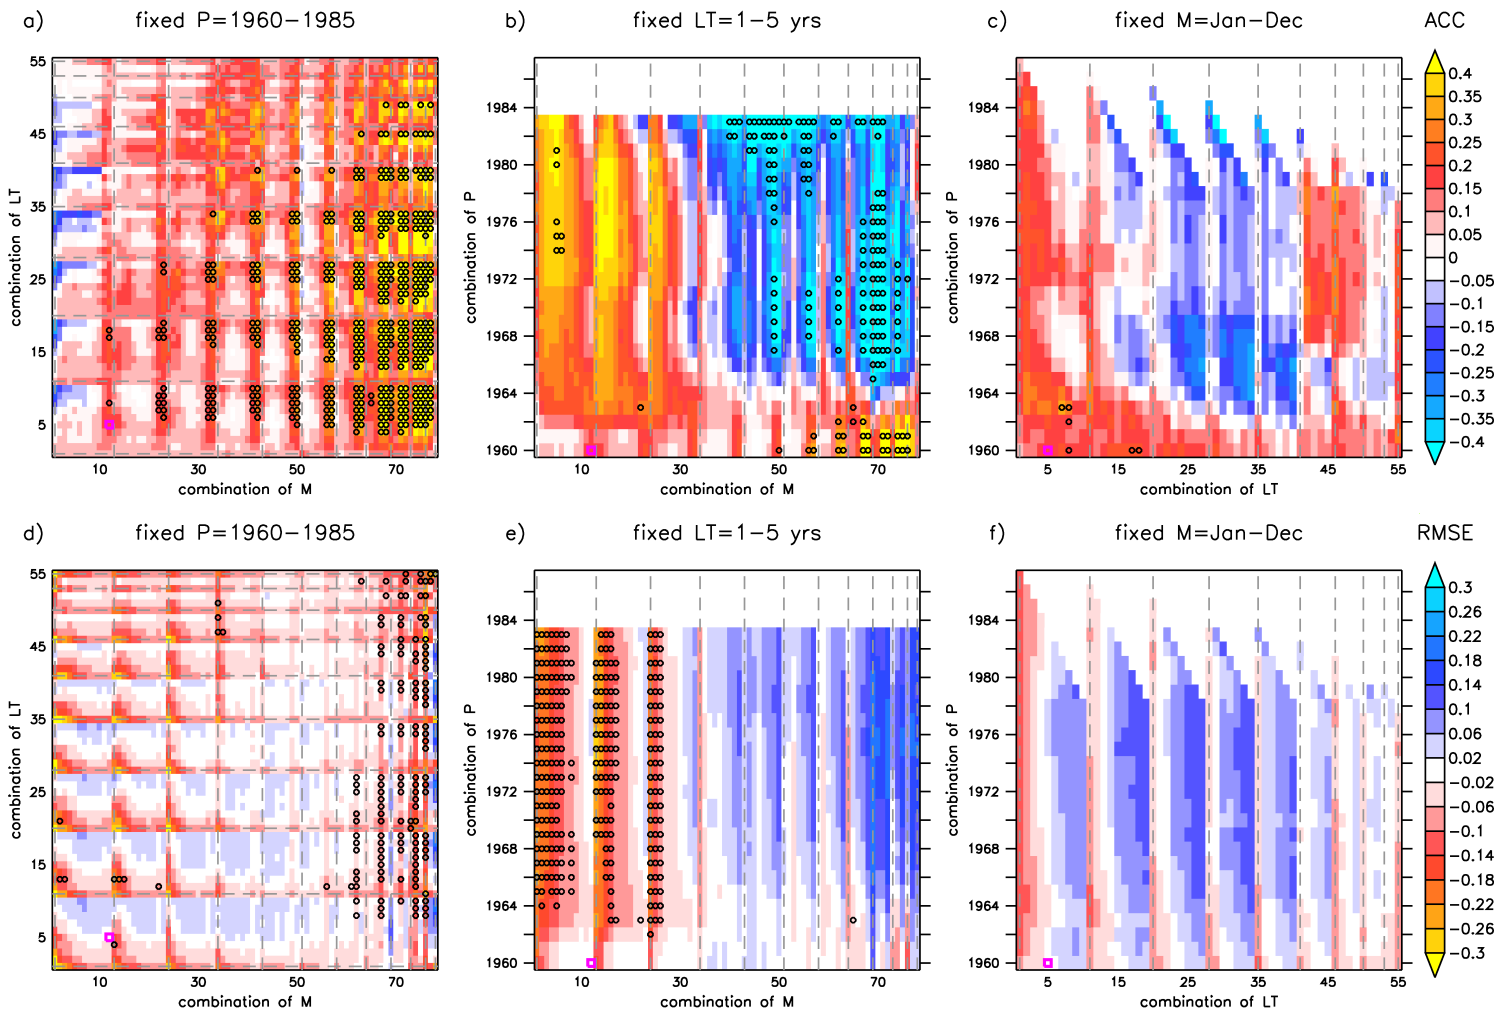 a) fixed P=1960−1985
b) fixed LT=1−5 yrs
c) fixed M=Jan−Dec
ACC
combination of LT
55
45
35
25
15
5
10 30 50 70
combination of M
combination of P
1984
1980
1976
1972
1968
1964
1960
10 30 50 70
combination of M
combination of P
1984
1980
1976
1972
1968
1964
1960
5 15 25 35 45 55
combination of LT
0.4
0.35
0.3
0.25
0.2
0.15
0.1
0.05
0
−0.05
−0.1
−0.15
−0.2
−0.25
−0.3
−0.35
−0.4
d) fixed P=1960−1985
e) fixed LT=1−5 yrs
f) fixed M=Jan−Dec
RMSE
combination of LT
55
45
35
25
15
5
10 30 50 70
combination of M
combination of P
1984
1980
1976
1972
1968
1964
1960
10 30 50 70
combination of M
combination of P
1984
1980
1976
1972
1968
1964
1960
5 15 25 35 45 55
combination of LT
0.3
0.26
0.22
0.18
0.14
0.1
0.06
0.02
−0.02
−0.06
−0.1
−0.14
−0.18
−0.22
−0.26
−0.3